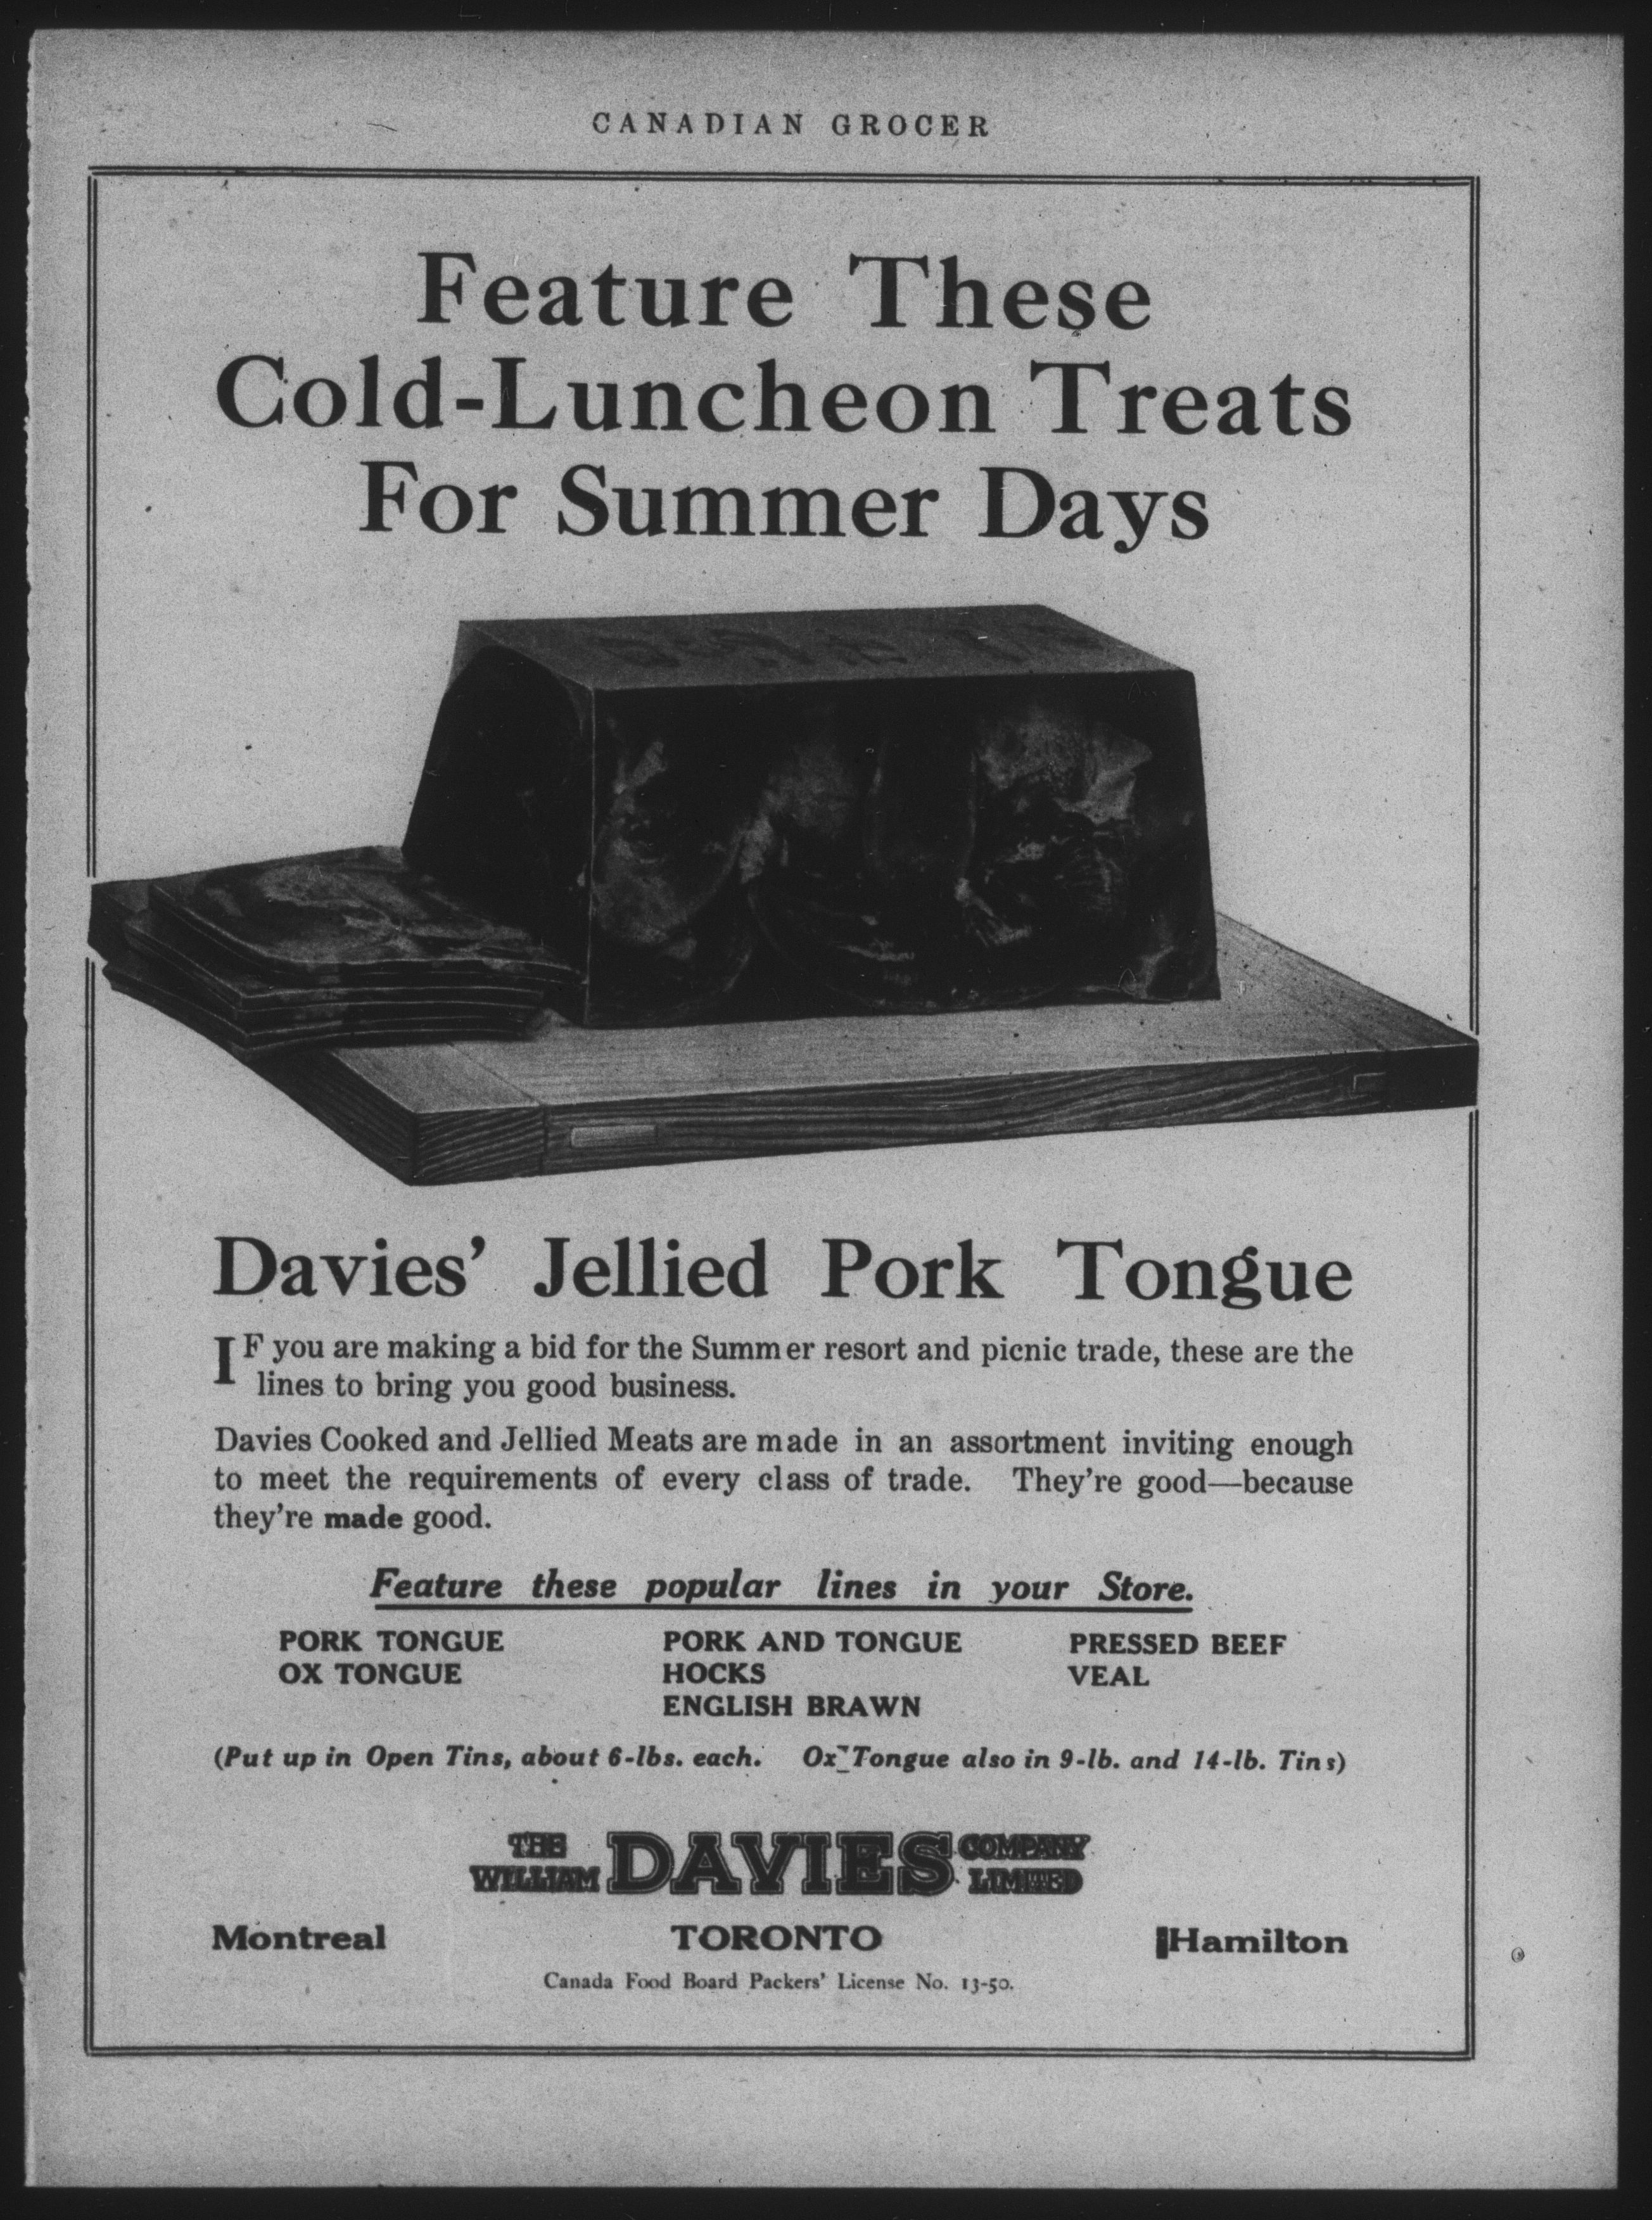 CANADIAN GROCER
Feature These
Cold-Luncheon Treats
For Summer Days
Davies' Jellied Pork Tongue
IF you are making a bid for the Summer resort and picnic trade, these are the
lines to bring you good business.
Davies Cooked and Jellied Meats are made in an assortment inviting enough
to meet the requirements of every class of trade. They're good—because
they're made good.
Feature these popular lines in your Store.
PORK TONGUE
OX TONGUE
PORK AND TONGUE
HOCKS
ENGLISH BRAWN
PRESSED BEEF
VEAL
(Put up in Open Tins, about 6-lbs. each. Ox Tongue also in 9-lb. and 14-lb. Tins)
THE WILLIAM DAVIES COMPANY LIMITED
Montreal TORONTO Hamilton
Canada Food Board Packers' License No. 13-50.